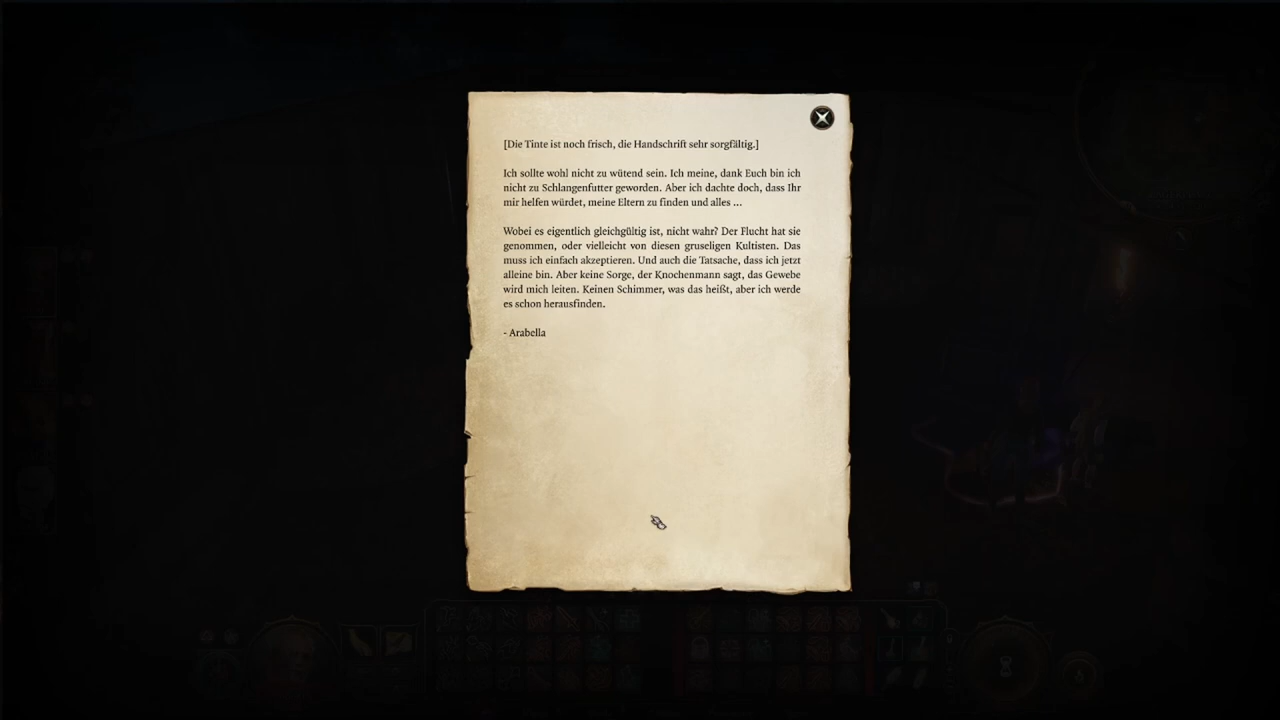 [Die Tinte ist noch frisch, die Handschrift sehr sorgfältig.]
Ich sollte wohl nicht zu wütend sein. Ich meine, dank Euch bin ich
nicht zu Schlangenfutter geworden. Aber ich dachte doch, dass Ihr
mir helfen würdet, meine Eltern zu finden und alles ...
Wobei es eigentlich gleichgültig ist, nicht wahr? Der Flucht hat sie
genommen, oder vielleicht von diesen gruseligen Kultisten. Das
muss ich einfach akzeptieren. Und auch die Tatsache, dass ich jetzt
alleine bin. Aber keine Sorge, der Knochenmann sagt, das Gewebe
wird mich leiten. Keinen Schimmer, was das heißt, aber ich werde
es schon herausfinden.
- Arabella